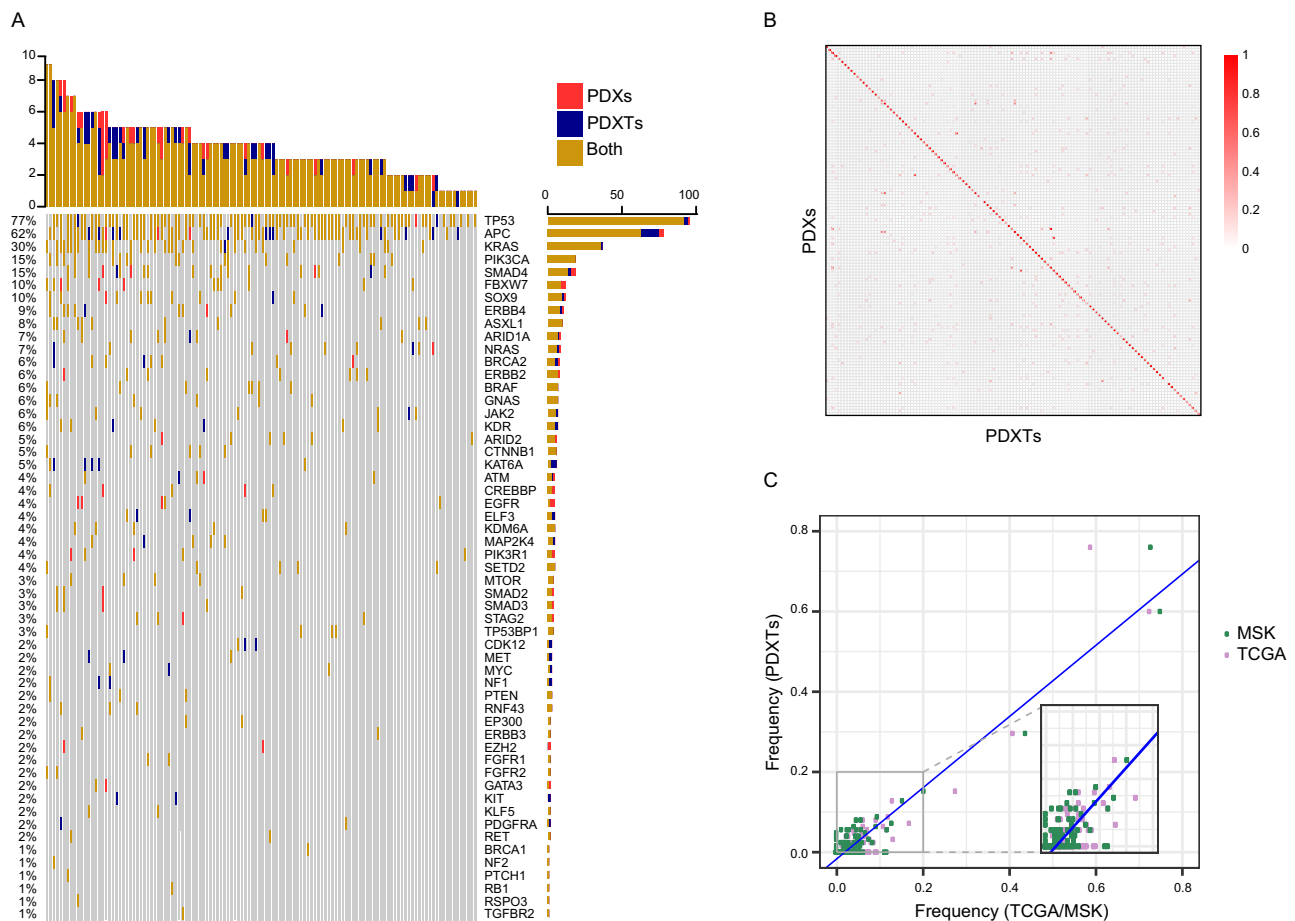 A
10
8
6
4
2
0
PDXs
PDXTs
Both
0 50 100
77% TP53
62% APC
30% KRAS
15% PIK3CA
15% SMAD4
10% FBXW7
10% SOX9
9% ERBB4
8% ASXL1
7% ARID1A
7% NRAS
6% BRCA2
6% ERBB2
6% BRAF
6% GNAS
6% JAK2
6% KDR
5% ARID2
5% CTNNB1
5% KAT6A
4% ATM
4% CREBBP
4% EGFR
4% ELF3
4% KDM6A
4% MAP2K4
4% PIK3R1
4% SETD2
3% MTOR
3% SMAD2
3% SMAD3
3% STAG2
3% TP53BP1
2% CDK12
2% MET
2% MYC
2% NF1
2% PTEN
2% RNF43
2% EP300
2% ERBB3
2% EZH2
2% FGFR1
2% FGFR2
2% GATA3
2% KIT
2% KLF5
2% PDGFRA
2% RET
1% BRCA1
1% NF2
1% PTCH1
1% RB1
1% RSPO3
1% TGFBR2
B
PDXs
PDXTs
1
0.8
0.6
0.4
0.2
0
C
Frequency (PDXTs)
0.8
0.6
0.4
0.2
0.0
0.0 0.2 0.4 0.6 0.8
Frequency (TCGA/MSK)
MSK
TCGA